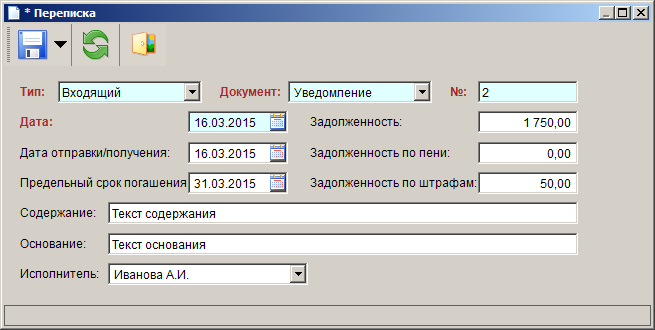 * Переписка
Тип: Входящий Документ: Уведомление №: 2
Дата: 16.03.2015 Задолженность: 1 750,00
Дата отправки/получения: 16.03.2015 Задолженность по пени: 0,00
Предельный срок погашения 31.03.2015 Задолженность по штрафам: 50,00
Содержание: Текст содержания
Основание: Текст основания
Исполнитель: Иванова А.И.